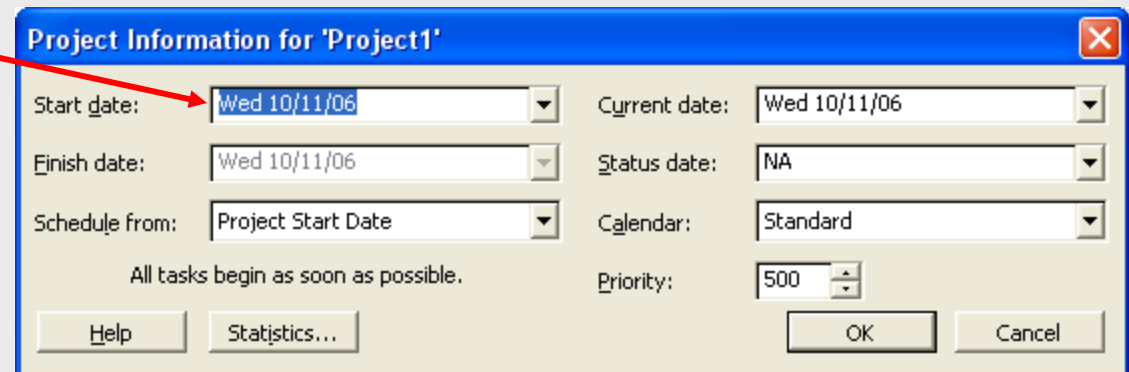 Project Information for 'Project1'
Start date: Wed 10/11/06 Current date: Wed 10/11/06
Finish date: Wed 10/11/06 Status date: NA
Schedule from: Project Start Date Calendar: Standard
All tasks begin as soon as possible. Priority: 500
Help Statistics... OK Cancel